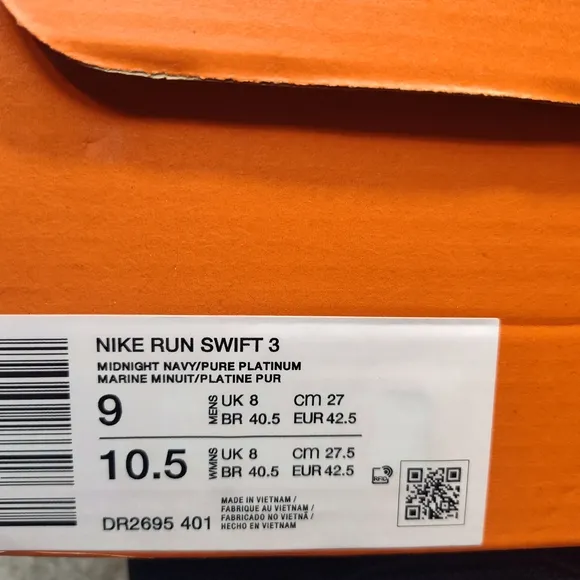 NIKE RUN SWIFT 3
MIDNIGHT NAVY/PURE PLATINUM
MARINE MINUIT/PLATINE PUR
9 MENS UK 8 cm 27
BR 40.5 EUR 42.5
10.5 WMNS UK 8 cm 27.5
BR 40.5 EUR 42.5
RFID
MADE IN VIETNAM /
FABRIQUE AU VIETNAM /
FABRICADO NO VIETNÃ /
HECHO EN VIETNAM
DR2695 401